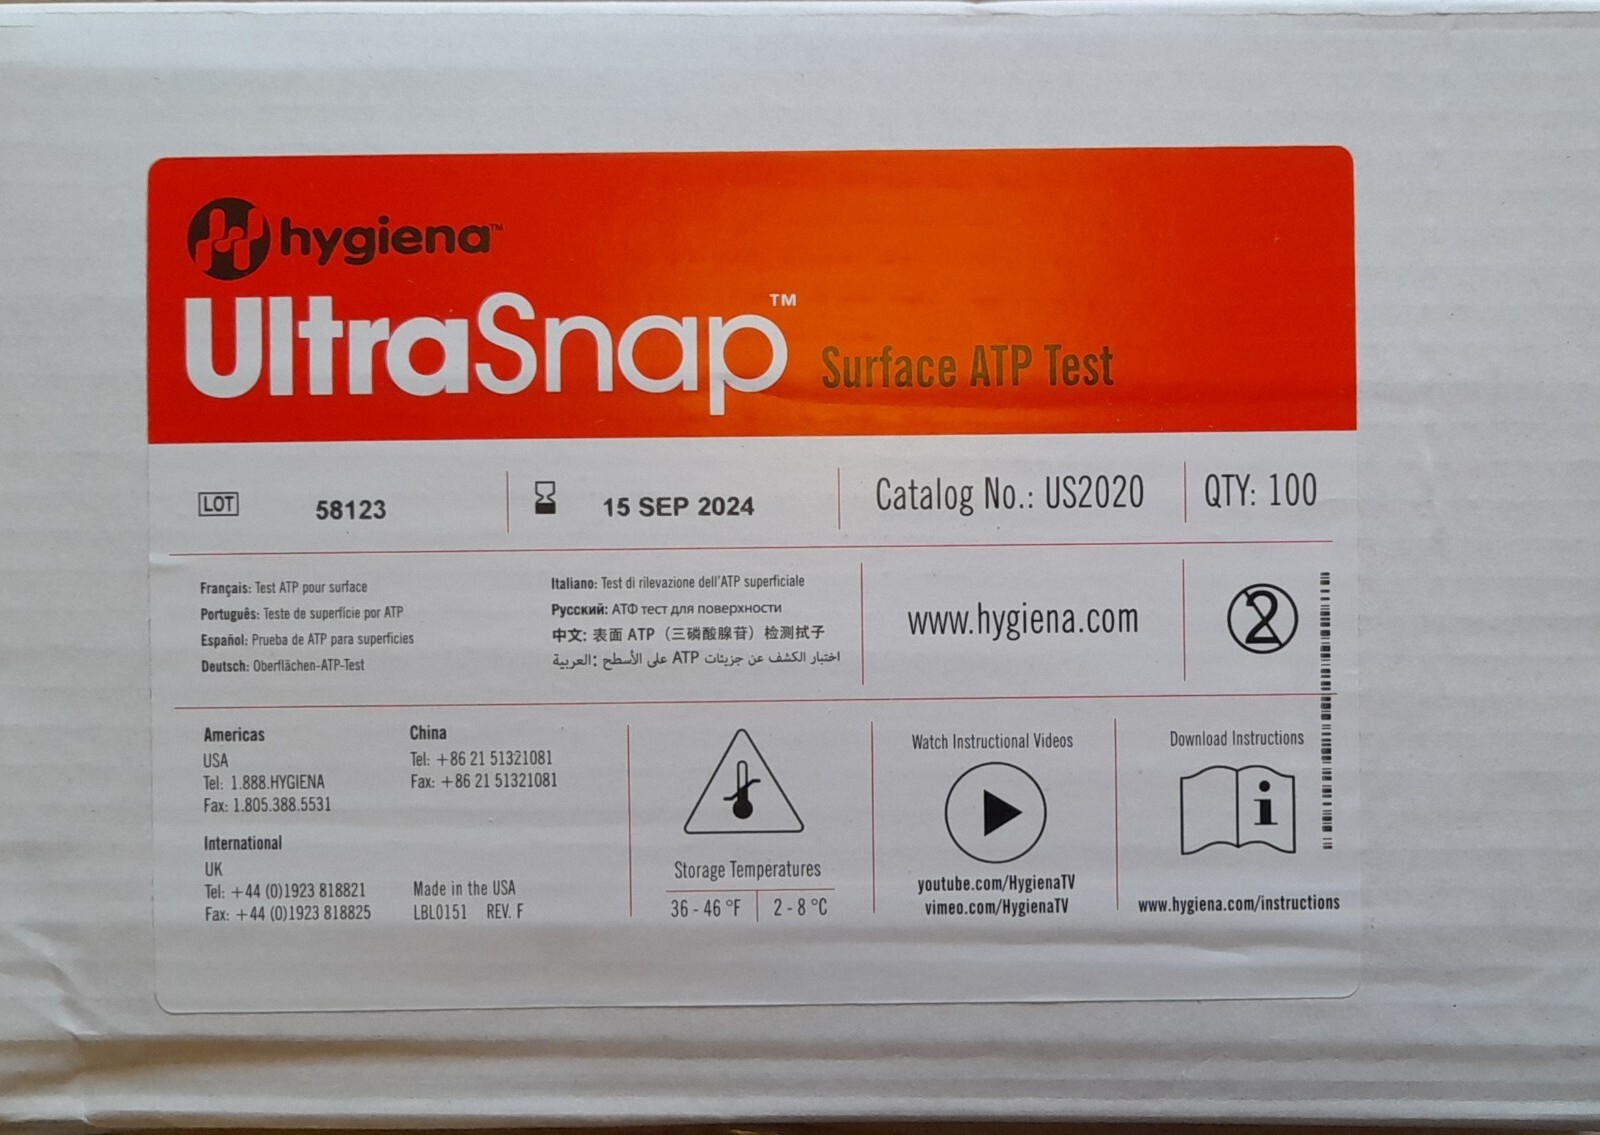 hygiena™
UltraSnap™ Surface ATP Test
LOT 58123
15 SEP 2024
Catalog No.: US2020
QTY: 100
Français: Test ATP pour surface
Português: Teste de superfície por ATP
Español: Prueba de ATP para superficies
Deutsch: Oberflächen-ATP-Test
Italiano: Test di rilevazione dell'ATP superficiale
Русский: АТФ тест для поверхности
中文: 表面 ATP（三磷酸腺苷）检测拭子
العربية: اختبار الكشف عن جزيئات ATP على الأسطح
www.hygiena.com
2
Americas
USA
Tel: 1.888.HYGIENA
Fax: 1.805.388.5531
International
UK
Tel: +44 (0)1923 818821
Fax: +44 (0)1923 818825
China
Tel: +86 21 51321081
Fax: +86 21 51321081
Made in the USA
LBL0151 REV. F
Storage Temperatures
36 - 46 °F 2 - 8 °C
Watch Instructional Videos
youtube.com/HygienaTV
vimeo.com/HygienaTV
Download Instructions
i
www.hygiena.com/instructions